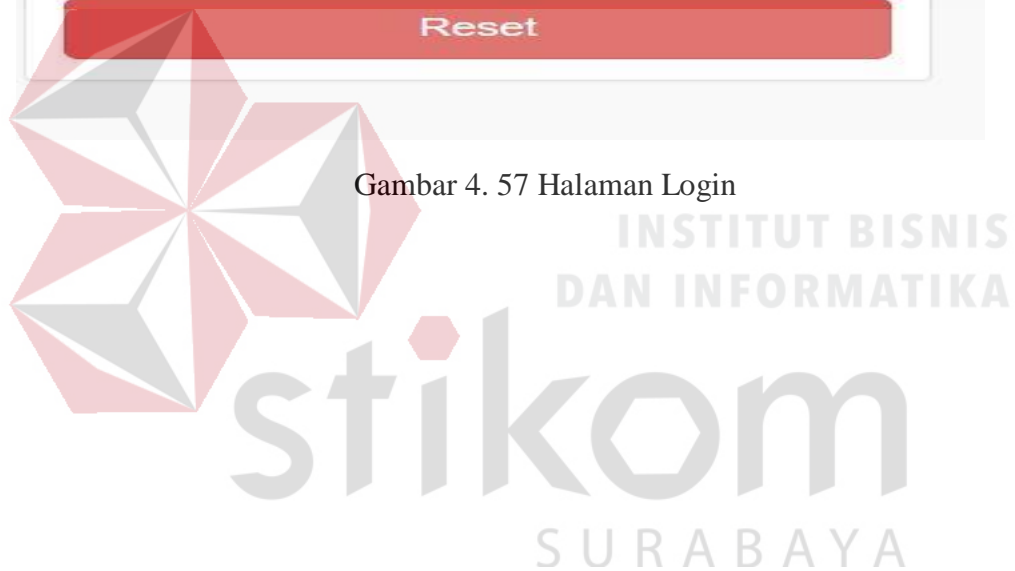 Reset
Gambar 4. 57 Halaman Login
INSTITUT BISNIS
DAN INFORMATIKA
stikom
SURABAYA